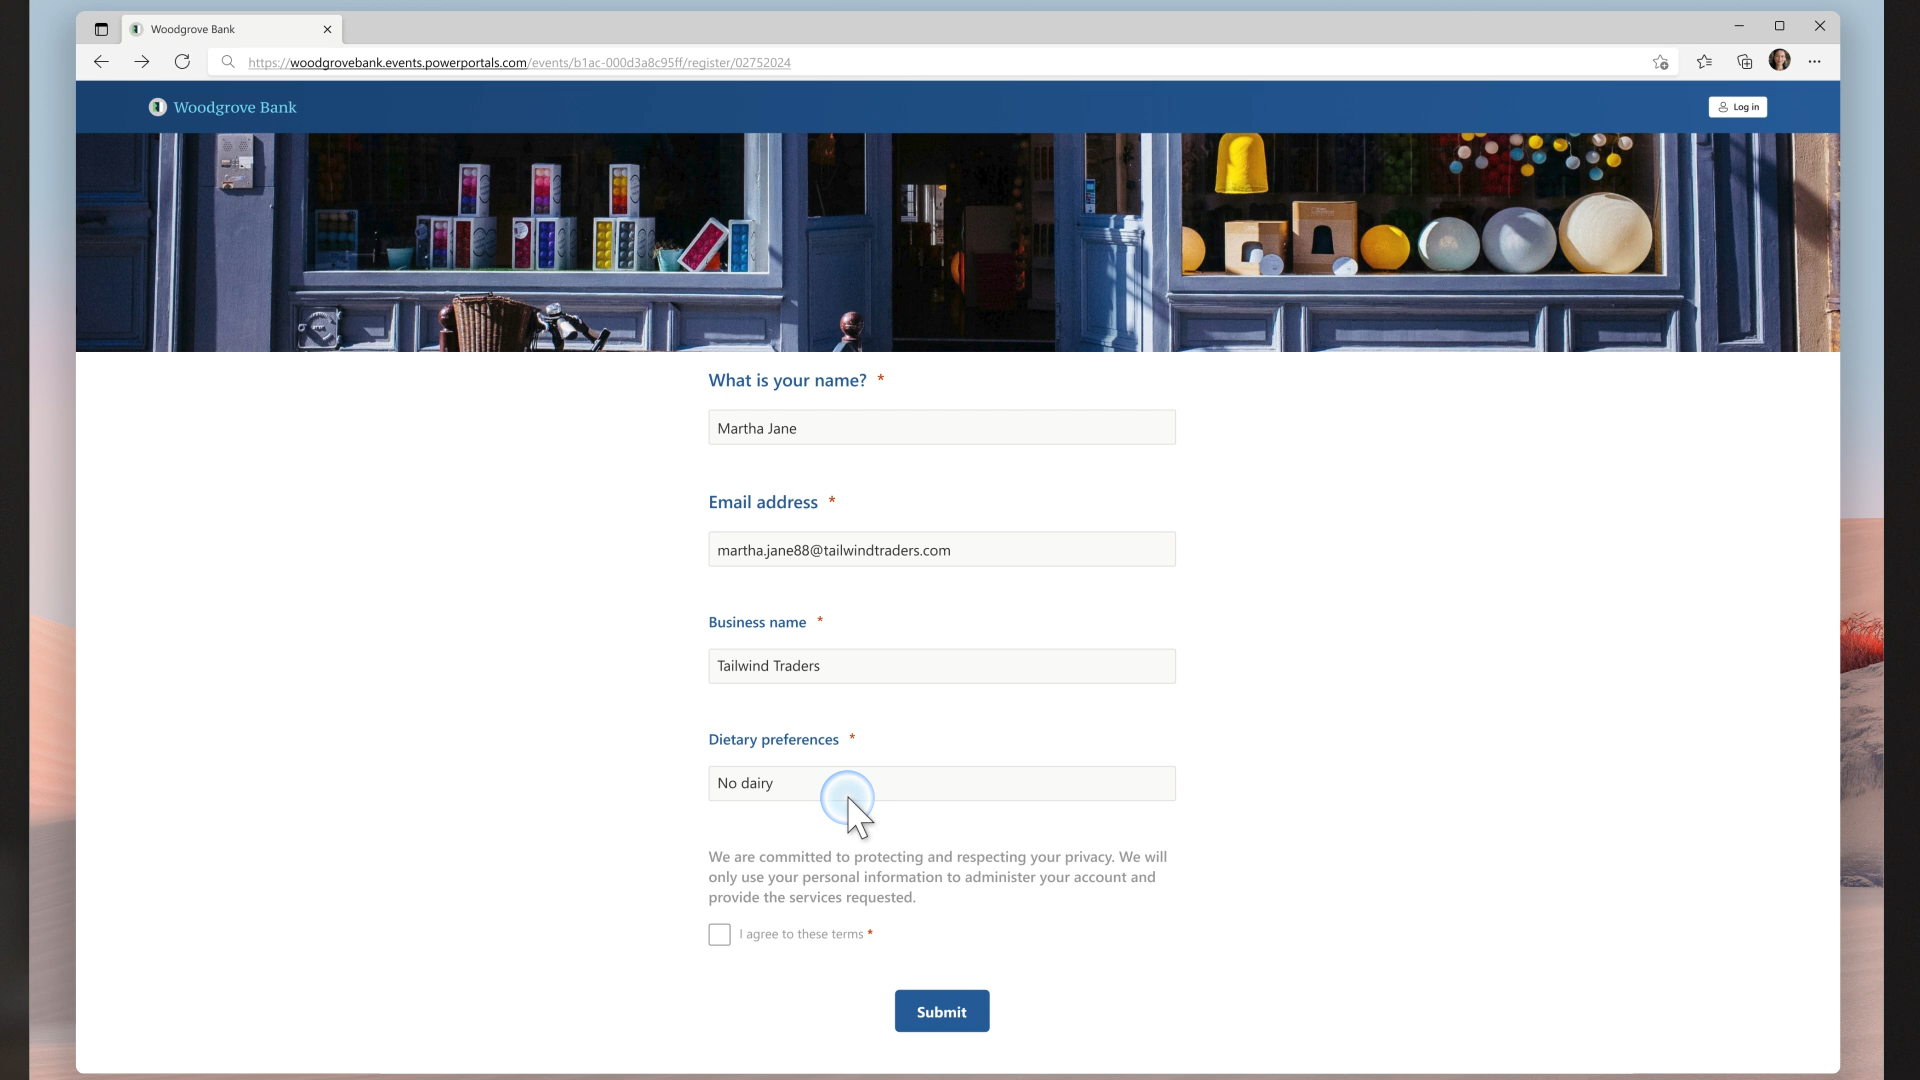 Woodgrove Bank
https://woodgrovebank.events.powerportals.com/events/b1ac-000d3a8c95ff/register/02752024
Woodgrove Bank
Log in
What is your name? *
Martha Jane
Email address *
martha.jane88@tailwindtraders.com
Business name *
Tailwind Traders
Dietary preferences *
No dairy
We are committed to protecting and respecting your privacy. We will
only use your personal information to administer your account and
provide the services requested.
I agree to these terms *
Submit